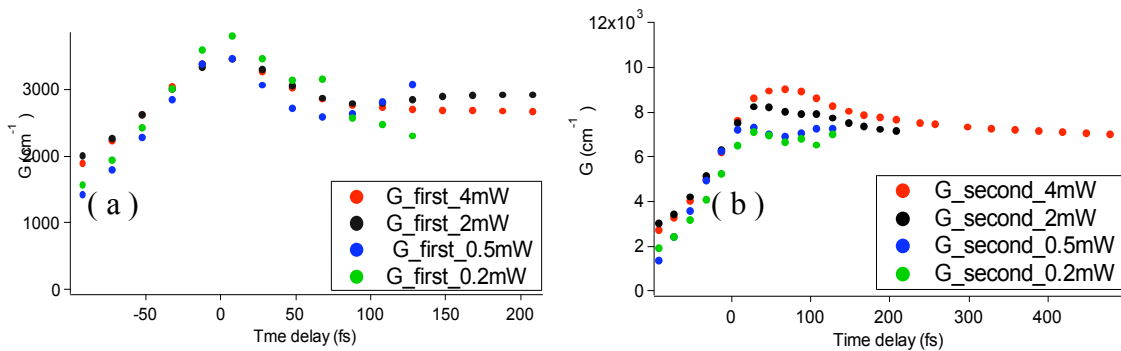 3000
2000
1000
0
G (cm⁻¹)
( a )
G_first_4mW
G_first_2mW
G_first_0.5mW
G_first_0.2mW
-50
0
50
100
150
200
Tme delay (fs)
12x10³
10
8
6
4
2
0
G (cm⁻¹)
( b )
G_second_4mW
G_second_2mW
G_second_0.5mW
G_second_0.2mW
0
100
200
300
400
Time delay (fs)